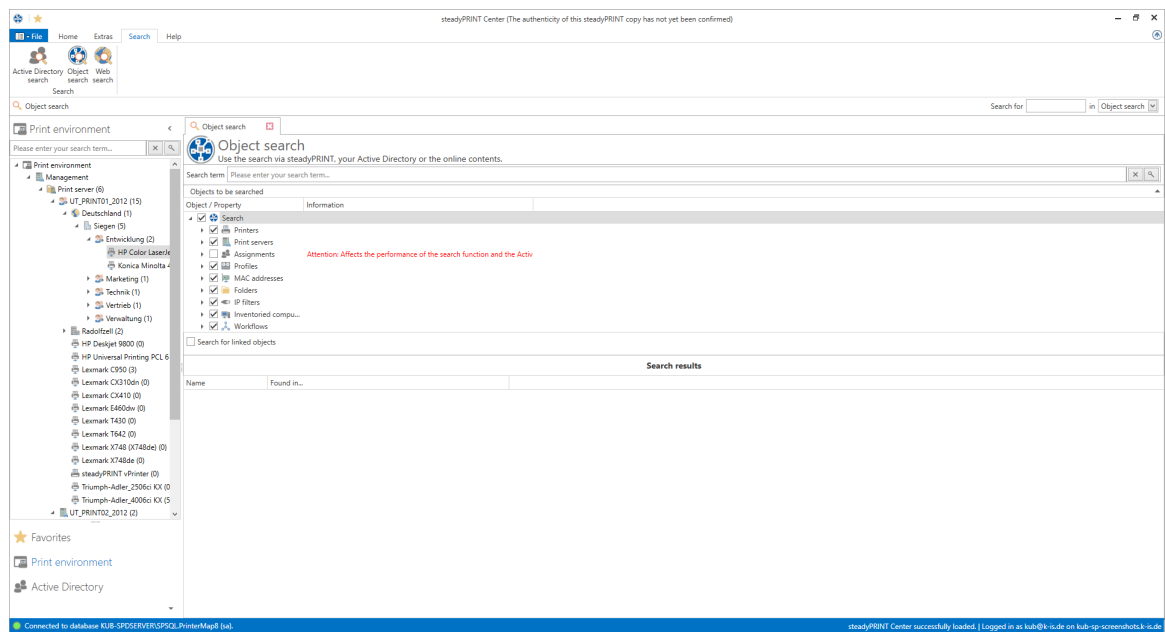 steadyPRINT Center (The authenticity of this steadyPRINT copy has not yet been confirmed)
File Home Extras Search Help
Active Directory search Object search Web search
Search
Object search Search for in Object search
Print environment
Please enter your search term...
Print environment
Management
Print server (6)
UT_PRINT01_2012 (15)
Deutschland (1)
Siegen (5)
Entwicklung (2)
HP Color LaserJe
Konica Minolta 4
Marketing (1)
Technik (1)
Vertrieb (1)
Verwaltung (1)
Radolfzell (2)
HP Deskjet 9800 (0)
HP Universal Printing PCL 6
Lexmark C950 (3)
Lexmark CX310dn (0)
Lexmark CX410 (0)
Lexmark E460dw (0)
Lexmark T430 (0)
Lexmark T642 (0)
Lexmark X748 (X748de) (0)
Lexmark X748de (0)
steadyPRINT vPrinter (0)
Triumph-Adler_2506ci KX (0
Triumph-Adler_4006ci KX (5
UT_PRINT02_2012 (2)
Favorites
Print environment
Active Directory
Object search
Object search
Use the search via steadyPRINT, your Active Directory or the online contents.
Search term Please enter your search term...
Objects to be searched
Object / Property Information
Search
Printers
Print servers
Assignments Attention: Affects the performance of the search function and the Activ
Profiles
MAC addresses
Folders
IP filters
Inventoried compu...
Workflows
Search for linked objects
Search results
Name Found in...
Connected to database KUB-SPDSERVER\SPSQL.PrinterMap8 (sa). steadyPRINT Center successfully loaded. | Logged in as kub@k-is.de on kub-sp-screenshots.k-is.de